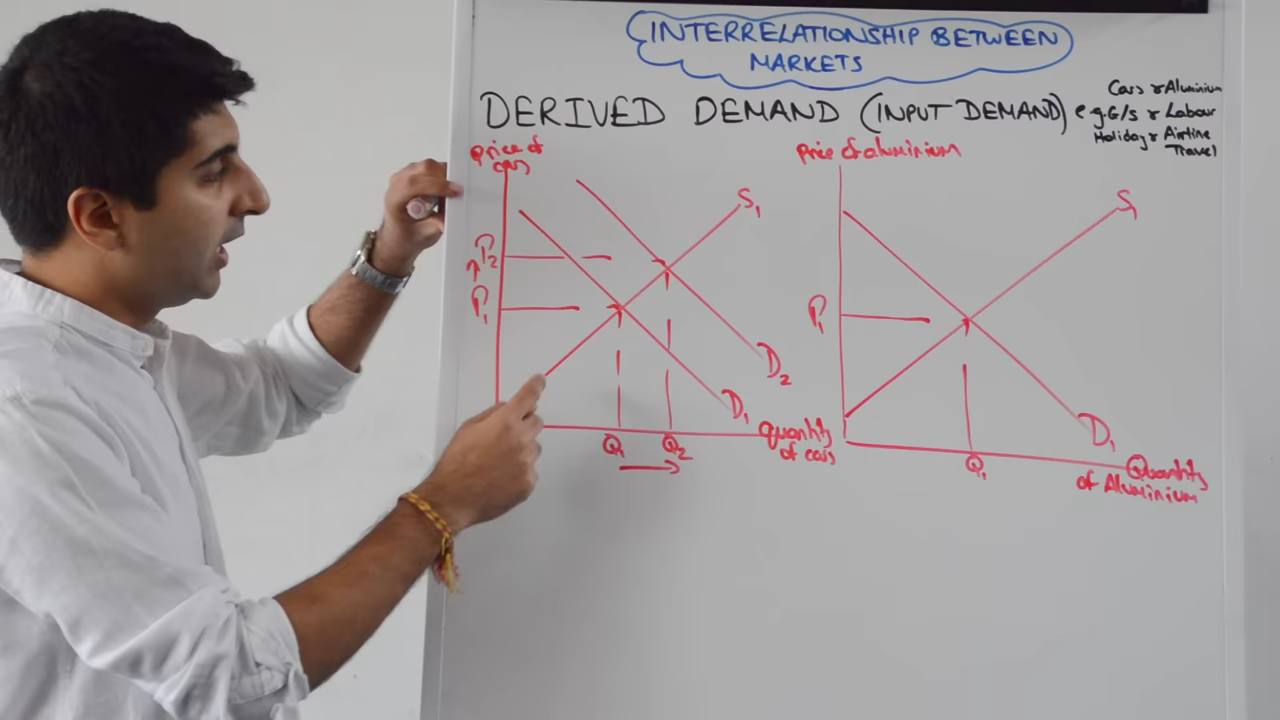 INTERRELATIONSHIP BETWEEN
MARKETS
DERIVED DEMAND (INPUT DEMAND)
Cars & Aluminium
e.g. G/S & Labour
Holiday & Airline
Travel
Price of
cars
S1
P2
P1
D2
D1
Q1 Q2
quantity
of cars
Price of aluminium
S1
P1
D1
Q1
Quantity
of Aluminium